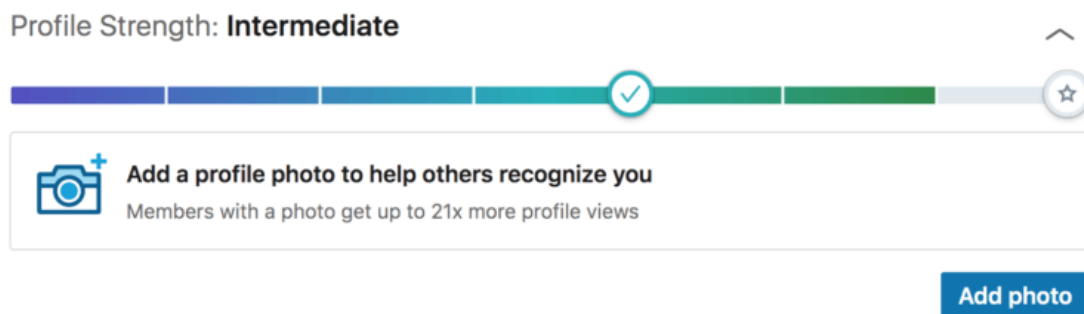 Profile Strength: Intermediate
Add a profile photo to help others recognize you
Members with a photo get up to 21x more profile views
Add photo